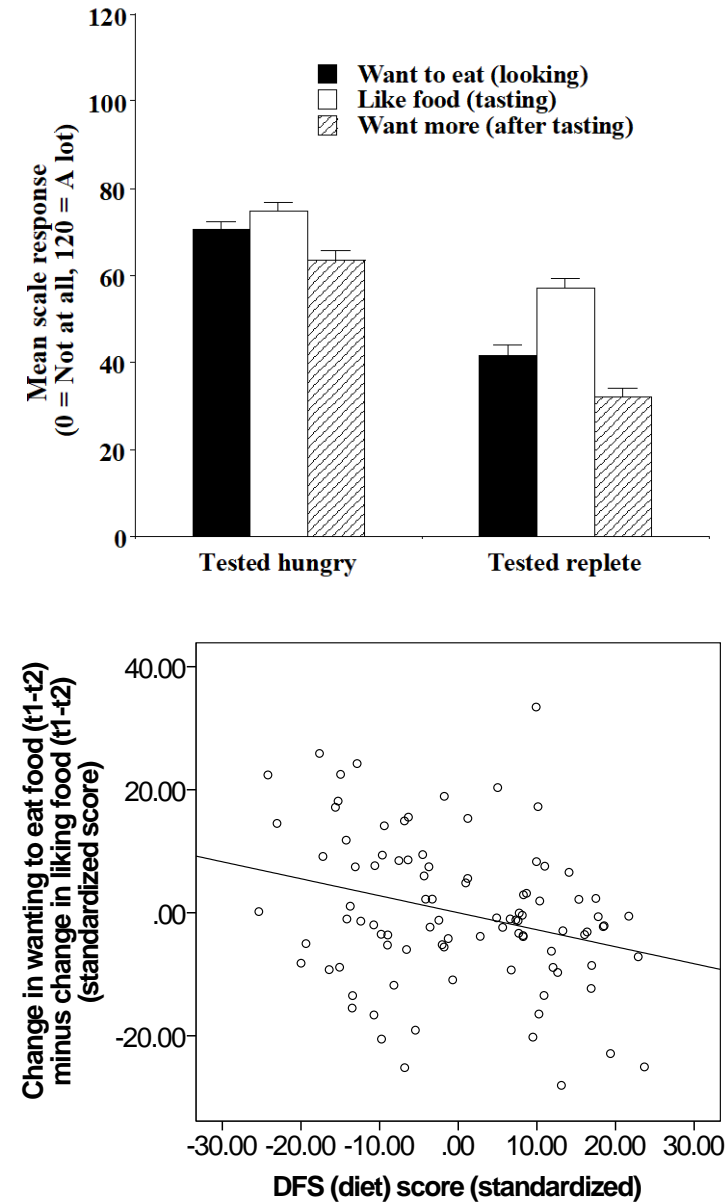 120
100
80
60
40
20
0
Mean scale response
(0 = Not at all, 120 = A lot)
Want to eat (looking)
Like food (tasting)
Want more (after tasting)
Tested hungry
Tested replete
Change in wanting to eat food (t1-t2)
minus change in liking food (t1-t2)
(standardized score)
40.00
20.00
.00
-20.00
-30.00 -20.00 -10.00 .00 10.00 20.00 30.00
DFS (diet) score (standardized)